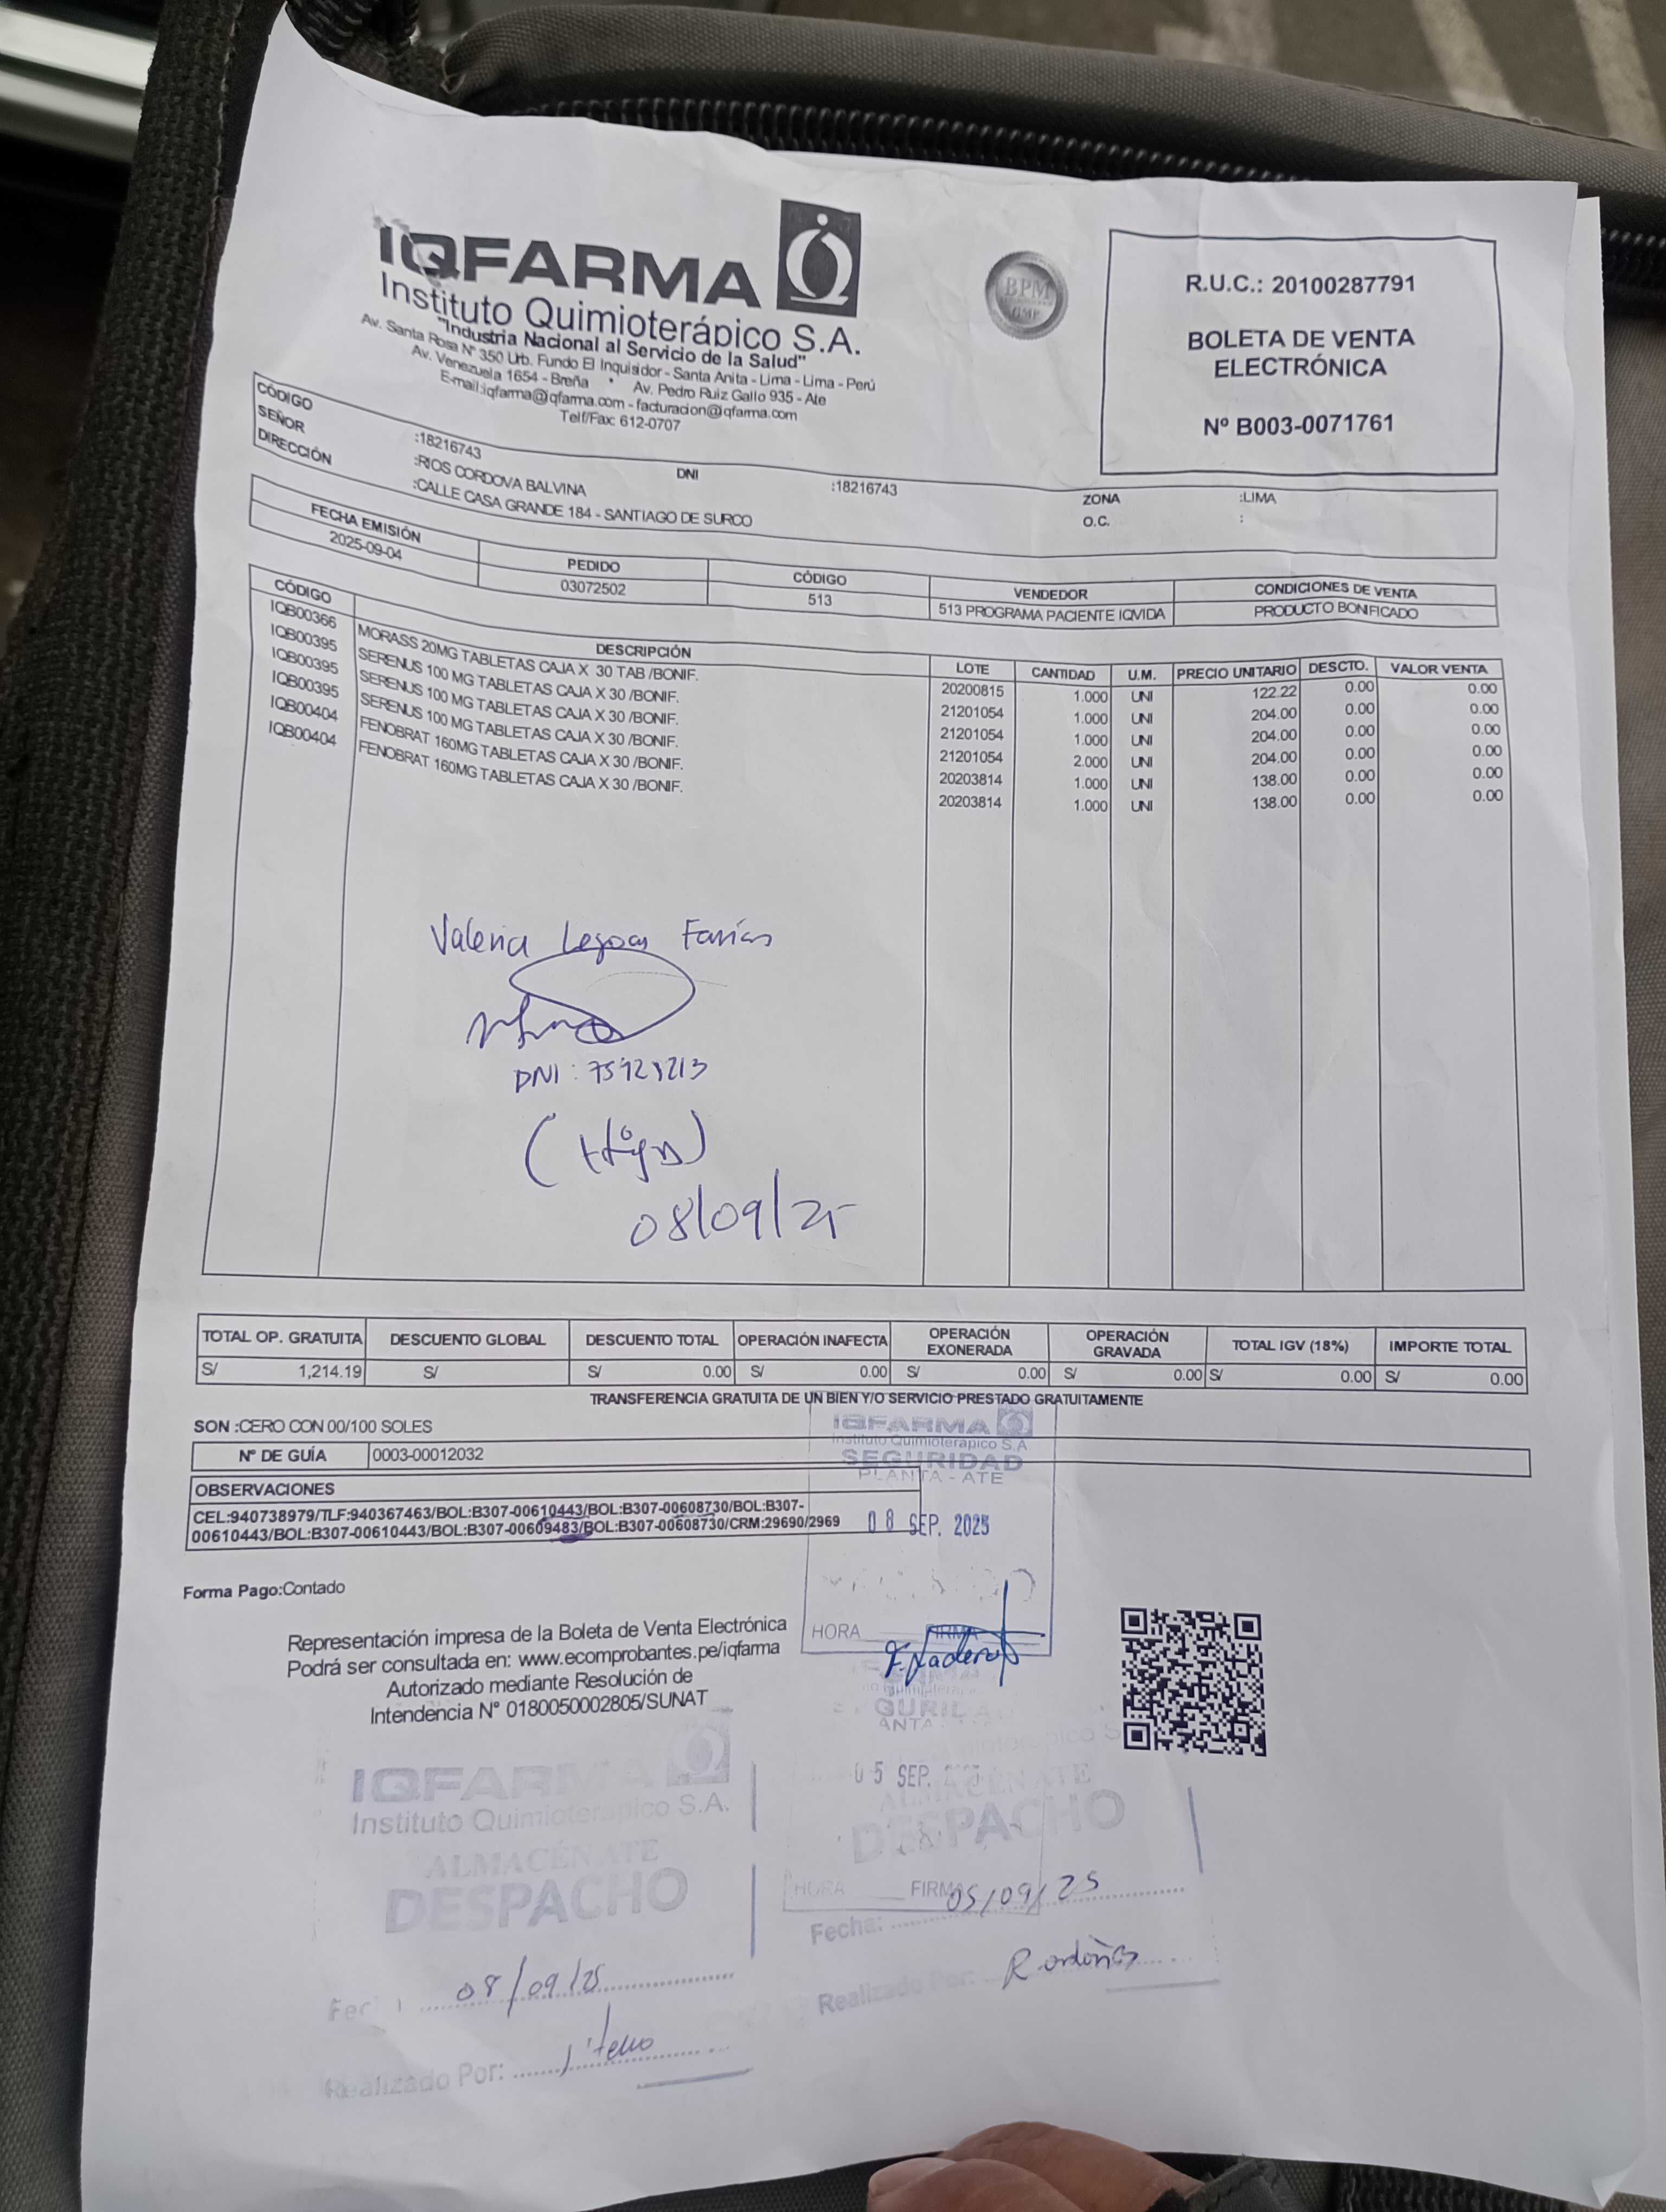 IQFARMA
Instituto Quimioterápico S.A.
"Industria Nacional al Servicio de la Salud"
Av. Santa Rosa N° 350 Urb. Fundo El Inquisidor - Santa Anita - Lima - Lima - Perú
Av. Venezuela 1654 - Breña • Av. Pedro Ruiz Gallo 935 - Ate
E-mail:iqfarma@iqfarma.com - facturacion@iqfarma.com
Telf/Fax: 612-0707
BPM
GMP
R.U.C.: 20100287791
BOLETA DE VENTA
ELECTRÓNICA
Nº B003-0071761
CÓDIGO :18216743 DNI :18216743 ZONA :LIMA
SEÑOR :RIOS CORDOVA BALVINA O.C. :
DIRECCIÓN :CALLE CASA GRANDE 184 - SANTIAGO DE SURCO
FECHA EMISIÓN PEDIDO CÓDIGO VENDEDOR CONDICIONES DE VENTA
2025-09-04 03072502 513 513 PROGRAMA PACIENTE IQVIDA PRODUCTO BONIFICADO
CÓDIGO DESCRIPCIÓN LOTE CANTIDAD U.M. PRECIO UNITARIO DESCTO. VALOR VENTA
IQB00366 MORASS 20MG TABLETAS CAJA X 30 TAB /BONIF. 20200815 1.000 UNI 122.22 0.00 0.00
IQB00395 SERENUS 100 MG TABLETAS CAJA X 30 /BONIF. 21201054 1.000 UNI 204.00 0.00 0.00
IQB00395 SERENUS 100 MG TABLETAS CAJA X 30 /BONIF. 21201054 1.000 UNI 204.00 0.00 0.00
IQB00395 SERENUS 100 MG TABLETAS CAJA X 30 /BONIF. 21201054 2.000 UNI 204.00 0.00 0.00
IQB00404 FENOBRAT 160MG TABLETAS CAJA X 30 /BONIF. 20203814 1.000 UNI 138.00 0.00 0.00
IQB00404 FENOBRAT 160MG TABLETAS CAJA X 30 /BONIF. 20203814 1.000 UNI 138.00 0.00 0.00
Valeria Farías
DNI:
08/09/25
TOTAL OP. GRATUITA DESCUENTO GLOBAL DESCUENTO TOTAL OPERACIÓN INAFECTA OPERACIÓN EXONERADA OPERACIÓN GRAVADA TOTAL IGV (18%) IMPORTE TOTAL
S/ 1,214.19 S/ S/ 0.00 S/ 0.00 S/ 0.00 S/ 0.00 S/ 0.00 S/ 0.00
TRANSFERENCIA GRATUITA DE UN BIEN Y/O SERVICIO PRESTADO GRATUITAMENTE
SON :CERO CON 00/100 SOLES
Nº DE GUÍA 0003-00012032
IQFARMA
Instituto Quimioterapico S.A
SEGURIDAD
PLANTA - ATE
OBSERVACIONES
CEL:940738979/TLF:940367463/BOL:B307-00610443/BOL:B307-00608730/BOL:B307-
00610443/BOL:B307-00610443/BOL:B307-00609483/BOL:B307-00608730/CRM:29690/2969
08 SEP. 2025
HORA FIRMA
Forma Pago:Contado
Representación impresa de la Boleta de Venta Electrónica
Podrá ser consultada en: www.ecomprobantes.pe/iqfarma
Autorizado mediante Resolución de
Intendencia N° 0180050002805/SUNAT
05 SEP.
IQFARMA
Instituto Quimioterapico S.A.
ALMACÉN ATE
DESPACHO
08/09/25
Realizado Por:
ALMACÉN ATE
DESPACHO
HORA FIRMA
Fecha: 05/09/25
Realizado Por: R. ordoñes